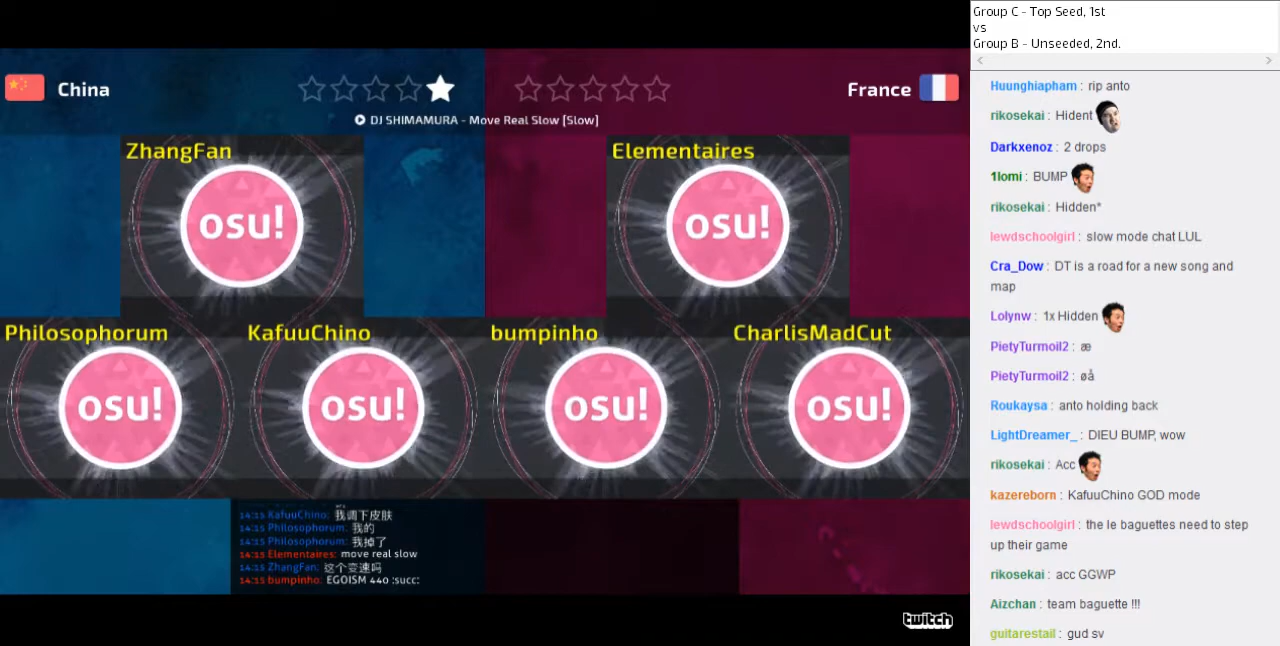 China
France
DJ SHIMAMURA - Move Real Slow [Slow]
ZhangFan
osu!
Elementaires
osu!
Philosophorum
osu!
KafuuChino
osu!
bumpinho
osu!
CharlisMadCut
osu!
14:15 KafuuChino: 我调下皮肤
14:15 Philosophorum: 我的
14:15 Philosophorum: 我掉了
14:15 Elementaires: move real slow
14:15 ZhangFan: 这个变速吗
14:15 bumpinho: EGOISM 440 :succ:
twitch
Group C - Top Seed, 1st
vs
Group B - Unseeded, 2nd.
Huunghiapham : rip anto
rikosekai : Hident
Darkxenoz : 2 drops
1lomi : BUMP
rikosekai : Hidden*
lewdschoolgirl : slow mode chat LUL
Cra_Dow : DT is a road for a new song and
map
Lolynw : 1x Hidden
PietyTurmoil2 : æ
PietyTurmoil2 : øå
Roukaysa : anto holding back
LightDreamer_ : DIEU BUMP, wow
rikosekai : Acc
kazereborn : KafuuChino GOD mode
lewdschoolgirl : the le baguettes need to step
up their game
rikosekai : acc GGWP
Aizchan : team baguette !!!
guitarestail : gud sv